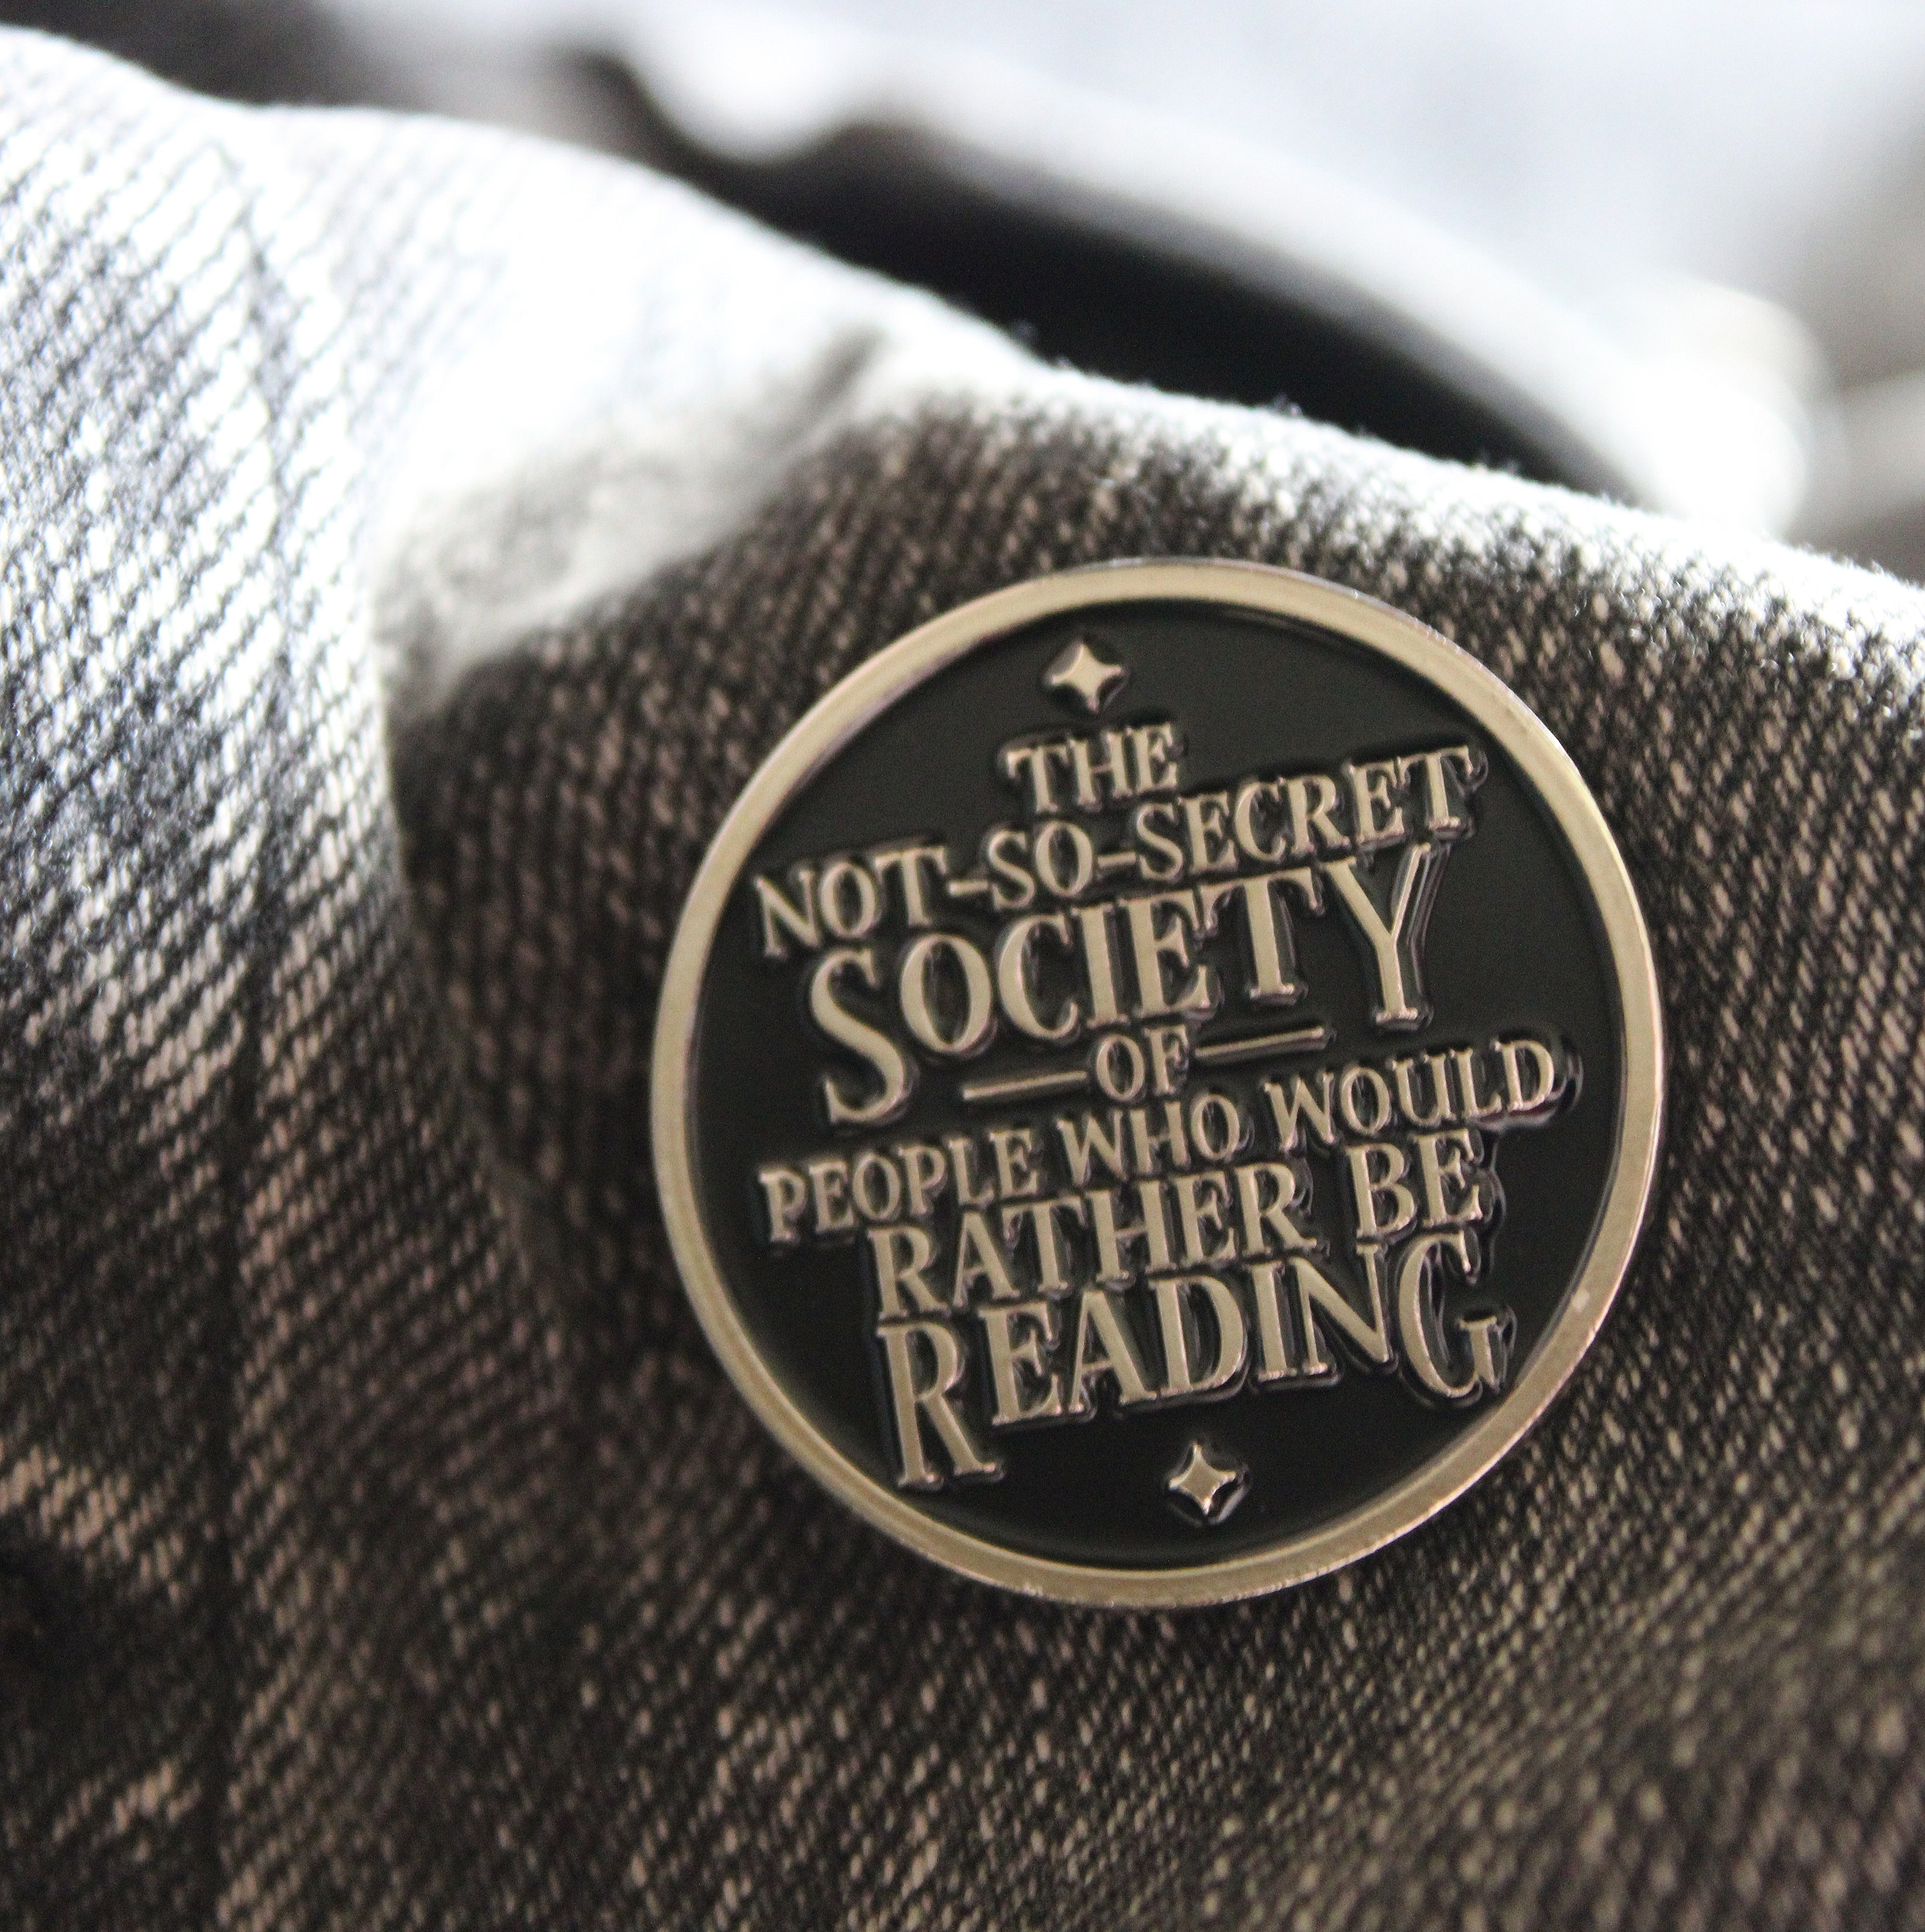 THE
NOT-SO-SECRET
SOCIETY
—OF—
PEOPLE WHO WOULD
RATHER BE
READING